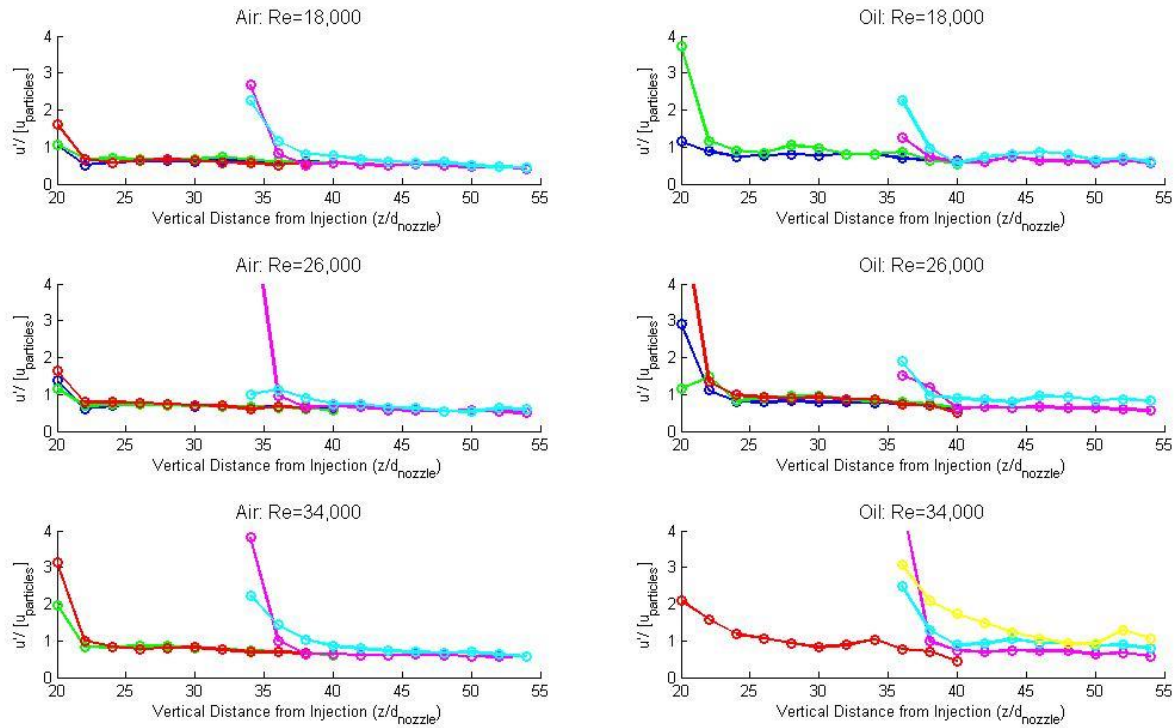 Air: Re=18,000
4
3
2
1
0
u'/ [u_particles]
20 25 30 35 40 45 50 55
Vertical Distance from Injection (z/d_nozzle)
Oil: Re=18,000
4
3
2
1
0
u'/ [u_particles]
20 25 30 35 40 45 50 55
Vertical Distance from Injection (z/d_nozzle)
Air: Re=26,000
4
3
2
1
0
u'/ [u_particles]
20 25 30 35 40 45 50 55
Vertical Distance from Injection (z/d_nozzle)
Oil: Re=26,000
4
3
2
1
0
u'/ [u_particles]
20 25 30 35 40 45 50 55
Vertical Distance from Injection (z/d_nozzle)
Air: Re=34,000
4
3
2
1
0
u'/ [u_particles]
20 25 30 35 40 45 50 55
Vertical Distance from Injection (z/d_nozzle)
Oil: Re=34,000
4
3
2
1
0
u'/ [u_particles]
20 25 30 35 40 45 50 55
Vertical Distance from Injection (z/d_nozzle)